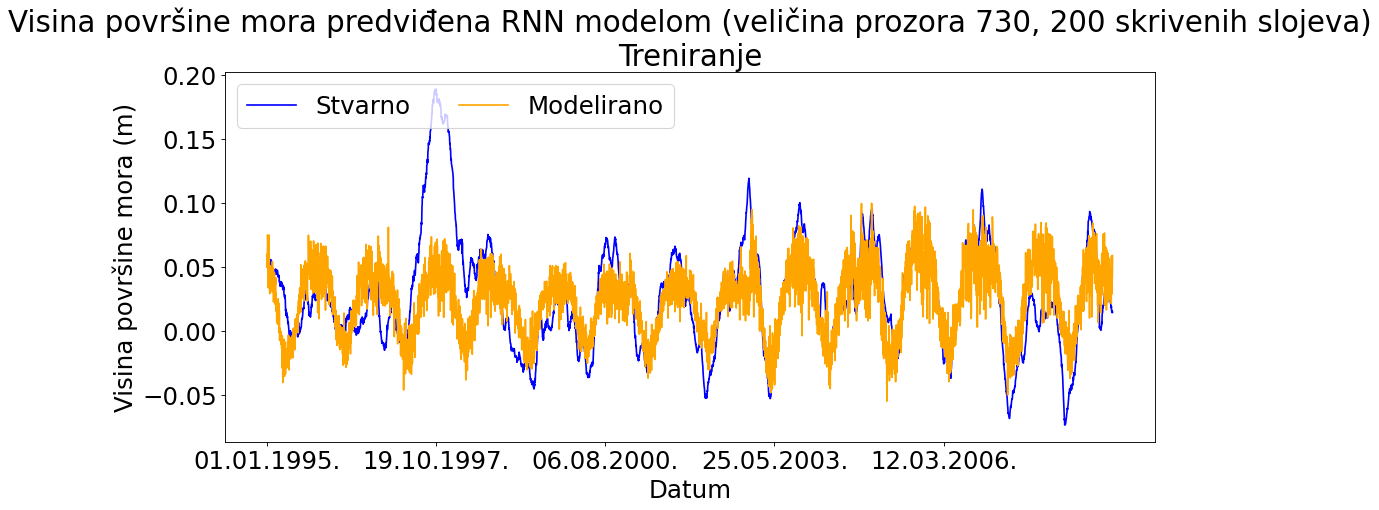 Visina površine mora predviđena RNN modelom (veličina prozora 730, 200 skrivenih slojeva)
Treniranje
Stvarno
Modelirano
Visina površine mora (m)
0.20
0.15
0.10
0.05
0.00
−0.05
01.01.1995.
19.10.1997.
06.08.2000.
25.05.2003.
12.03.2006.
Datum